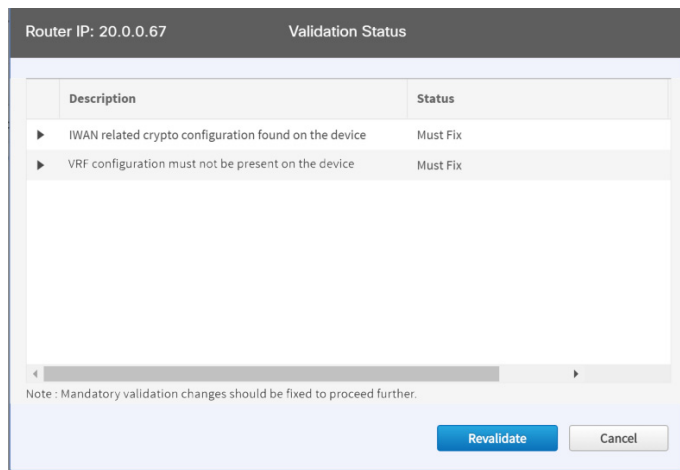 Router IP: 20.0.0.67 Validation Status
Description Status
IWAN related crypto configuration found on the device Must Fix
VRF configuration must not be present on the device Must Fix
Note : Mandatory validation changes should be fixed to proceed further.
Revalidate Cancel